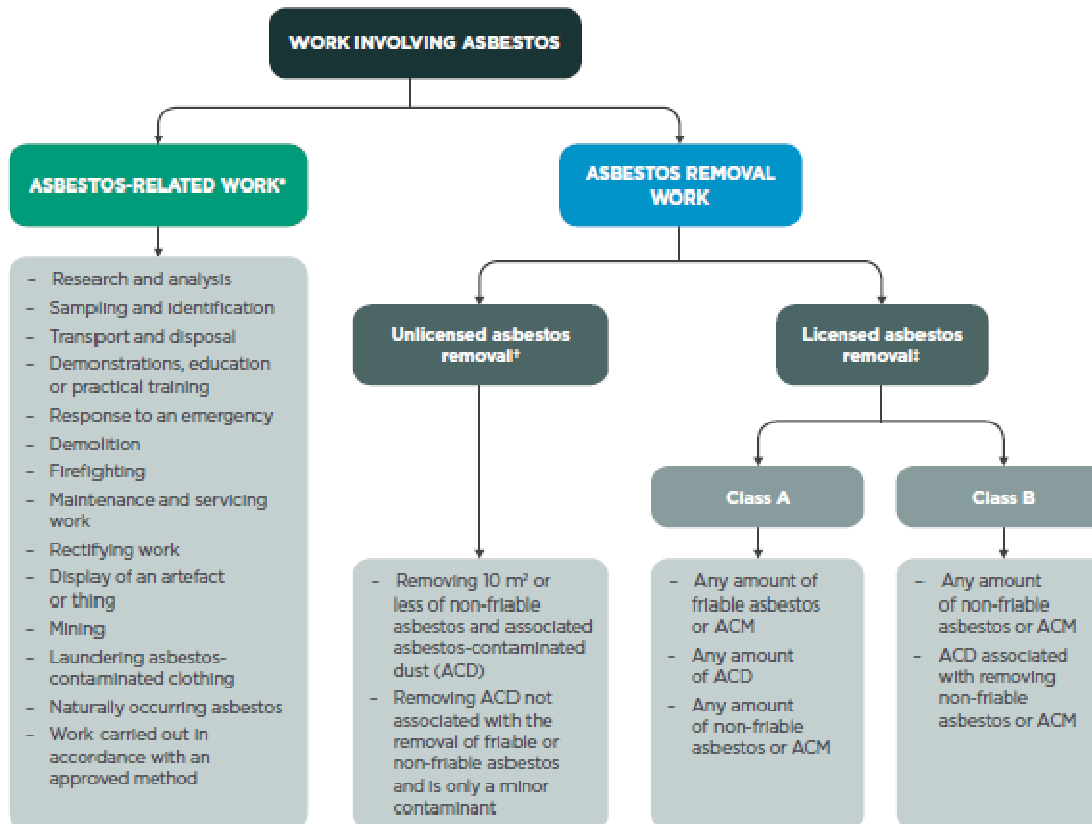 WORK INVOLVING ASBESTOS
ASBESTOS-RELATED WORK*
- Research and analysis
- Sampling and identification
- Transport and disposal
- Demonstrations, education
or practical training
- Response to an emergency
- Demolition
- Firefighting
- Maintenance and servicing
work
- Rectifying work
- Display of an artefact
or thing
- Mining
- Laundering asbestos-
contaminated clothing
- Naturally occurring asbestos
- Work carried out in
accordance with an
approved method
ASBESTOS REMOVAL
WORK
Unlicensed asbestos
removal†
- Removing 10 m² or
less of non-friable
asbestos and associated
asbestos-contaminated
dust (ACD)
- Removing ACD not
associated with the
removal of friable or
non-friable asbestos
and is only a minor
contaminant
Licensed asbestos
removal‡
Class A
- Any amount of
friable asbestos
or ACM
- Any amount
of ACD
- Any amount
of non-friable
asbestos or ACM
Class B
- Any amount
of non-friable
asbestos or ACM
- ACD associated
with removing
non-friable
asbestos or ACM